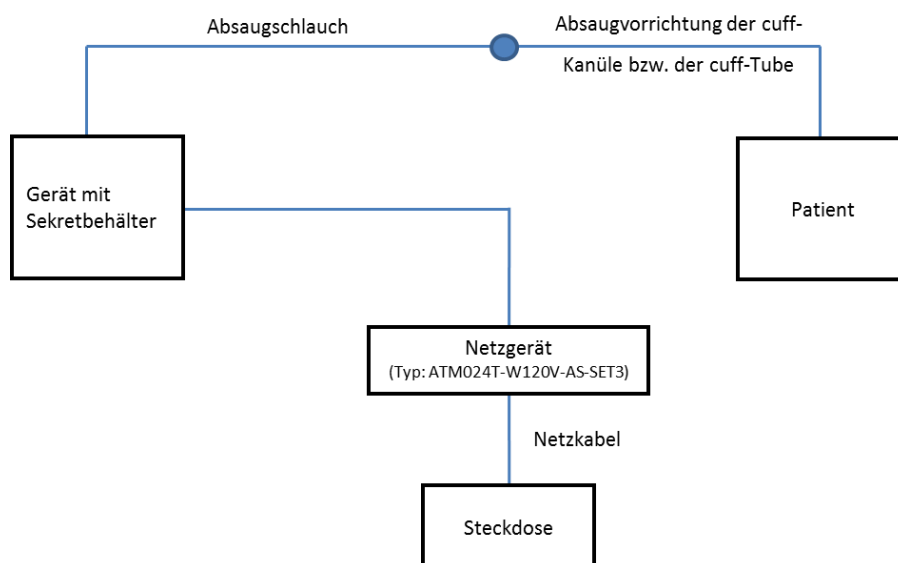 Absaugschlauch
Absaugvorrichtung der cuff-
Kanüle bzw. der cuff-Tube
Gerät mit
Sekretbehälter
Patient
Netzgerät
(Typ: ATM024T-W120V-AS-SET3)
Netzkabel
Steckdose